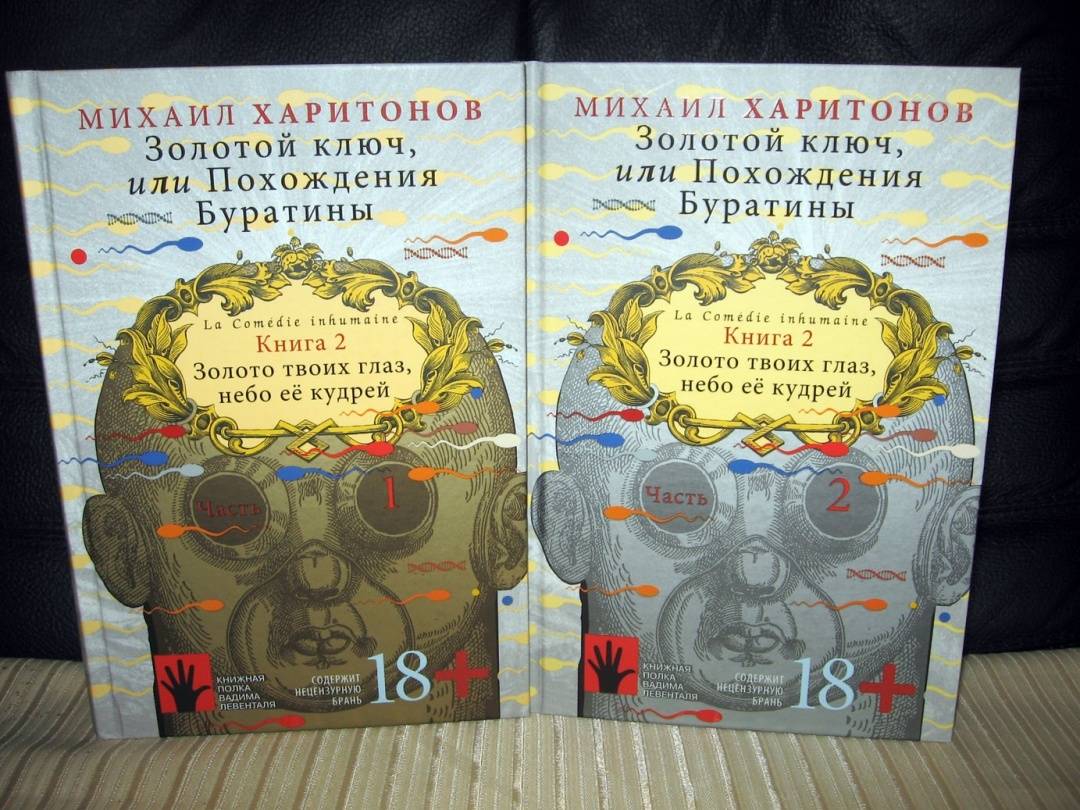 МИХАИЛ ХАРИТОНОВ
Золотой ключ,
или Похождения
Буратины
La Comédie inhumaine
Книга 2
Золото твоих глаз,
небо её кудрей
Часть 1
КНИЖНАЯ
ПОЛКА
ВАДИМА
ЛЕВЕНТАЛЯ
СОДЕРЖИТ
НЕЦЕНЗУРНУЮ
БРАНЬ
18+
МИХАИЛ ХАРИТОНОВ
Золотой ключ,
или Похождения
Буратины
La Comédie inhumaine
Книга 2
Золото твоих глаз,
небо её кудрей
Часть 2
КНИЖНАЯ
ПОЛКА
ВАДИМА
ЛЕВЕНТАЛЯ
СОДЕРЖИТ
НЕЦЕНЗУРНУЮ
БРАНЬ
18+